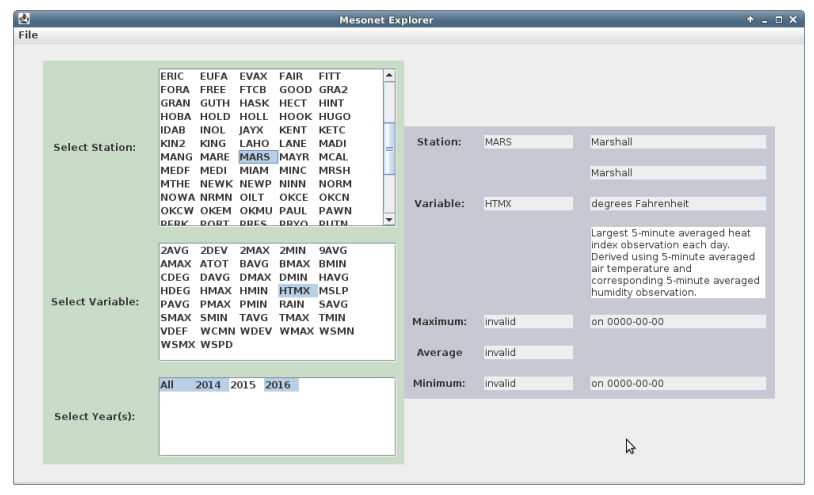 Mesonet Explorer
File
Select Station:
ERIC EUFA EVAX FAIR FITT
FORA FREE FTCB GOOD GRA2
GRAN GUTH HASK HECT HINT
HOBA HOLD HOLL HOOK HUGO
IDAB INOL JAYX KENT KETC
KIN2 KING LAHO LANE MADI
MANG MARE MARS MAYR MCAL
MEDF MEDI MIAM MINC MRSH
MTHE NEWK NEWP NINN NORM
NOWA NRMN OILT OKCE OKCN
OKCW OKEM OKMU PAUL PAWN
PERK PORT PRES PRYO PUTN
Select Variable:
2AVG 2DEV 2MAX 2MIN 9AVG
AMAX ATOT BAVG BMAX BMIN
CDEG DAVG DMAX DMIN HAVG
HDEG HMAX HMIN HTMX MSLP
PAVG PMAX PMIN RAIN SAVG
SMAX SMIN TAVG TMAX TMIN
VDEF WCMN WDEV WMAX WSMN
WSMX WSPD
Select Year(s):
All 2014 2015 2016
Station: MARS Marshall
Marshall
Variable: HTMX degrees Fahrenheit
Largest 5-minute averaged heat
index observation each day.
Derived using 5-minute averaged
air temperature and
corresponding 5-minute averaged
humidity observation.
Maximum: invalid on 0000-00-00
Average invalid
Minimum: invalid on 0000-00-00